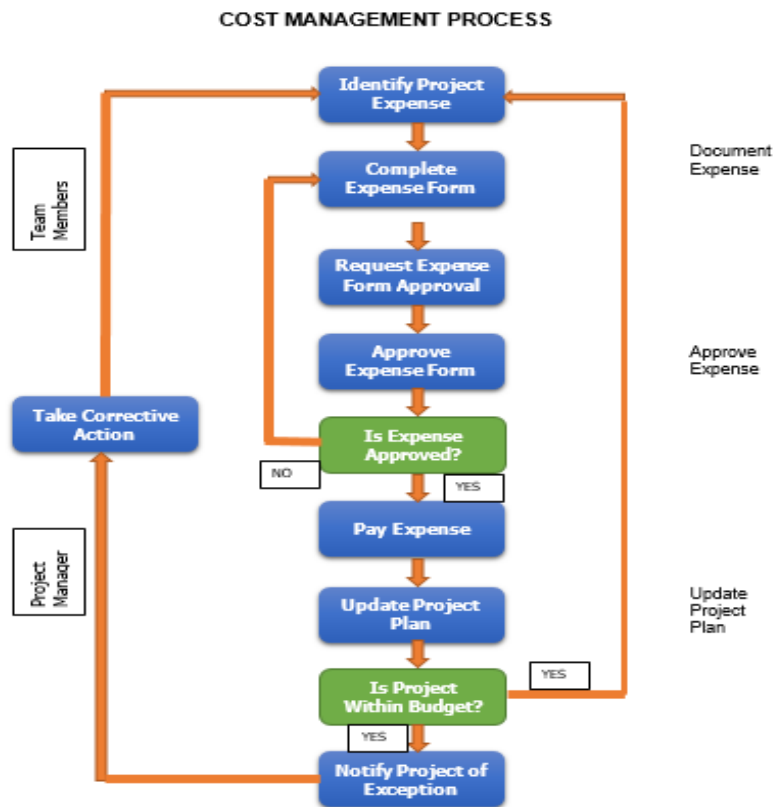 COST MANAGEMENT PROCESS
Identify Project
Expense
Document
Expense
Team
Members
Complete
Expense Form
Request Expense
Form Approval
Approve
Expense Form
Approve
Expense
Take Corrective
Action
Is Expense
Approved?
NO
YES
Pay Expense
Project
Manager
Update Project
Plan
Update
Project
Plan
Is Project
Within Budget?
YES
YES
Notify Project of
Exception